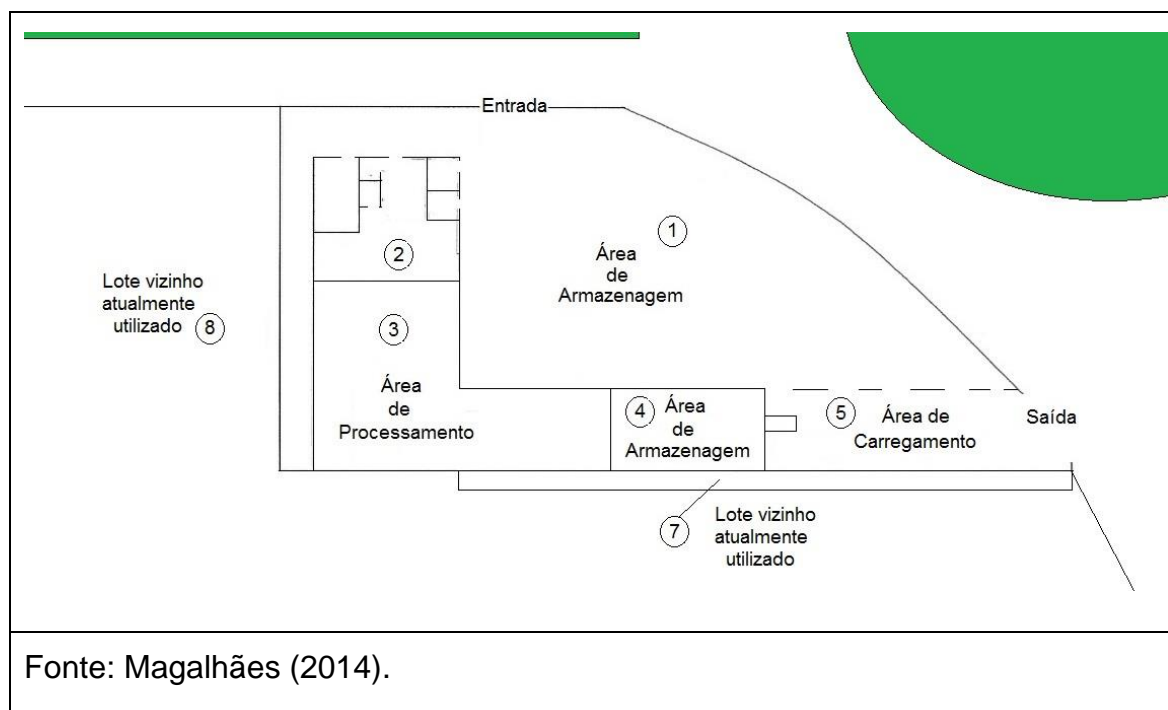 Entrada
1
Área
de
Armazenagem
2
Lote vizinho
atualmente
utilizado 8
3
Área
de
Processamento
4 Área
de
Armazenagem
5 Área de
Carregamento
Saída
7 Lote vizinho
atualmente
utilizado
Fonte: Magalhães (2014).